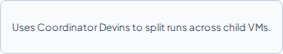 Uses Coordinator Devins to split runs across child VMs.